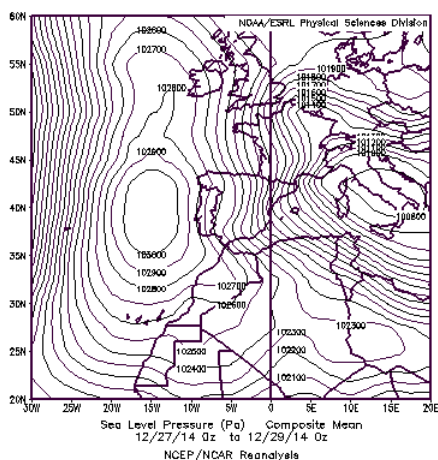 NOAA/ESRL Physical Sciences Division
60N
55N
50N
45N
40N
35N
30N
25N
20N
102600
102700
102800
102900
103000
102900
102800
102700
102600
102500
102400
102300
102200
102100
102300
101900
100800
30W 25W 20W 15W 10W 5W 0 5E 10E 15E 20E
Sea Level Pressure (Pa) Composite Mean
12/27/14 0z to 12/29/14 0z
NCEP/NCAR Reanalysis